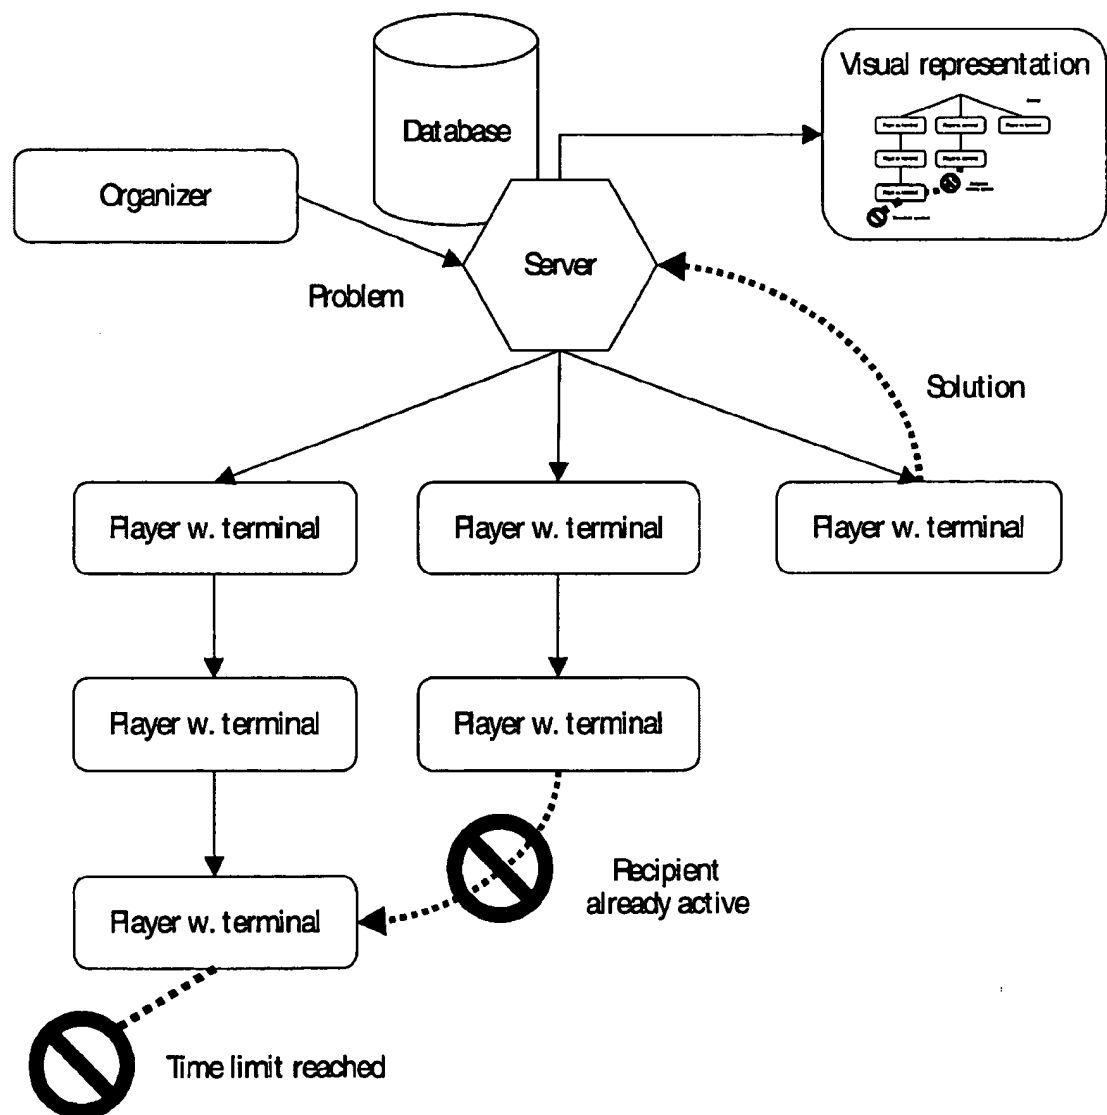 Visual representation
Database
Organizer
Server
Problem
Solution
Player w. terminal
Player w. terminal
Player w. terminal
Player w. terminal
Player w. terminal
Recipient
already active
Player w. terminal
Time limit reached